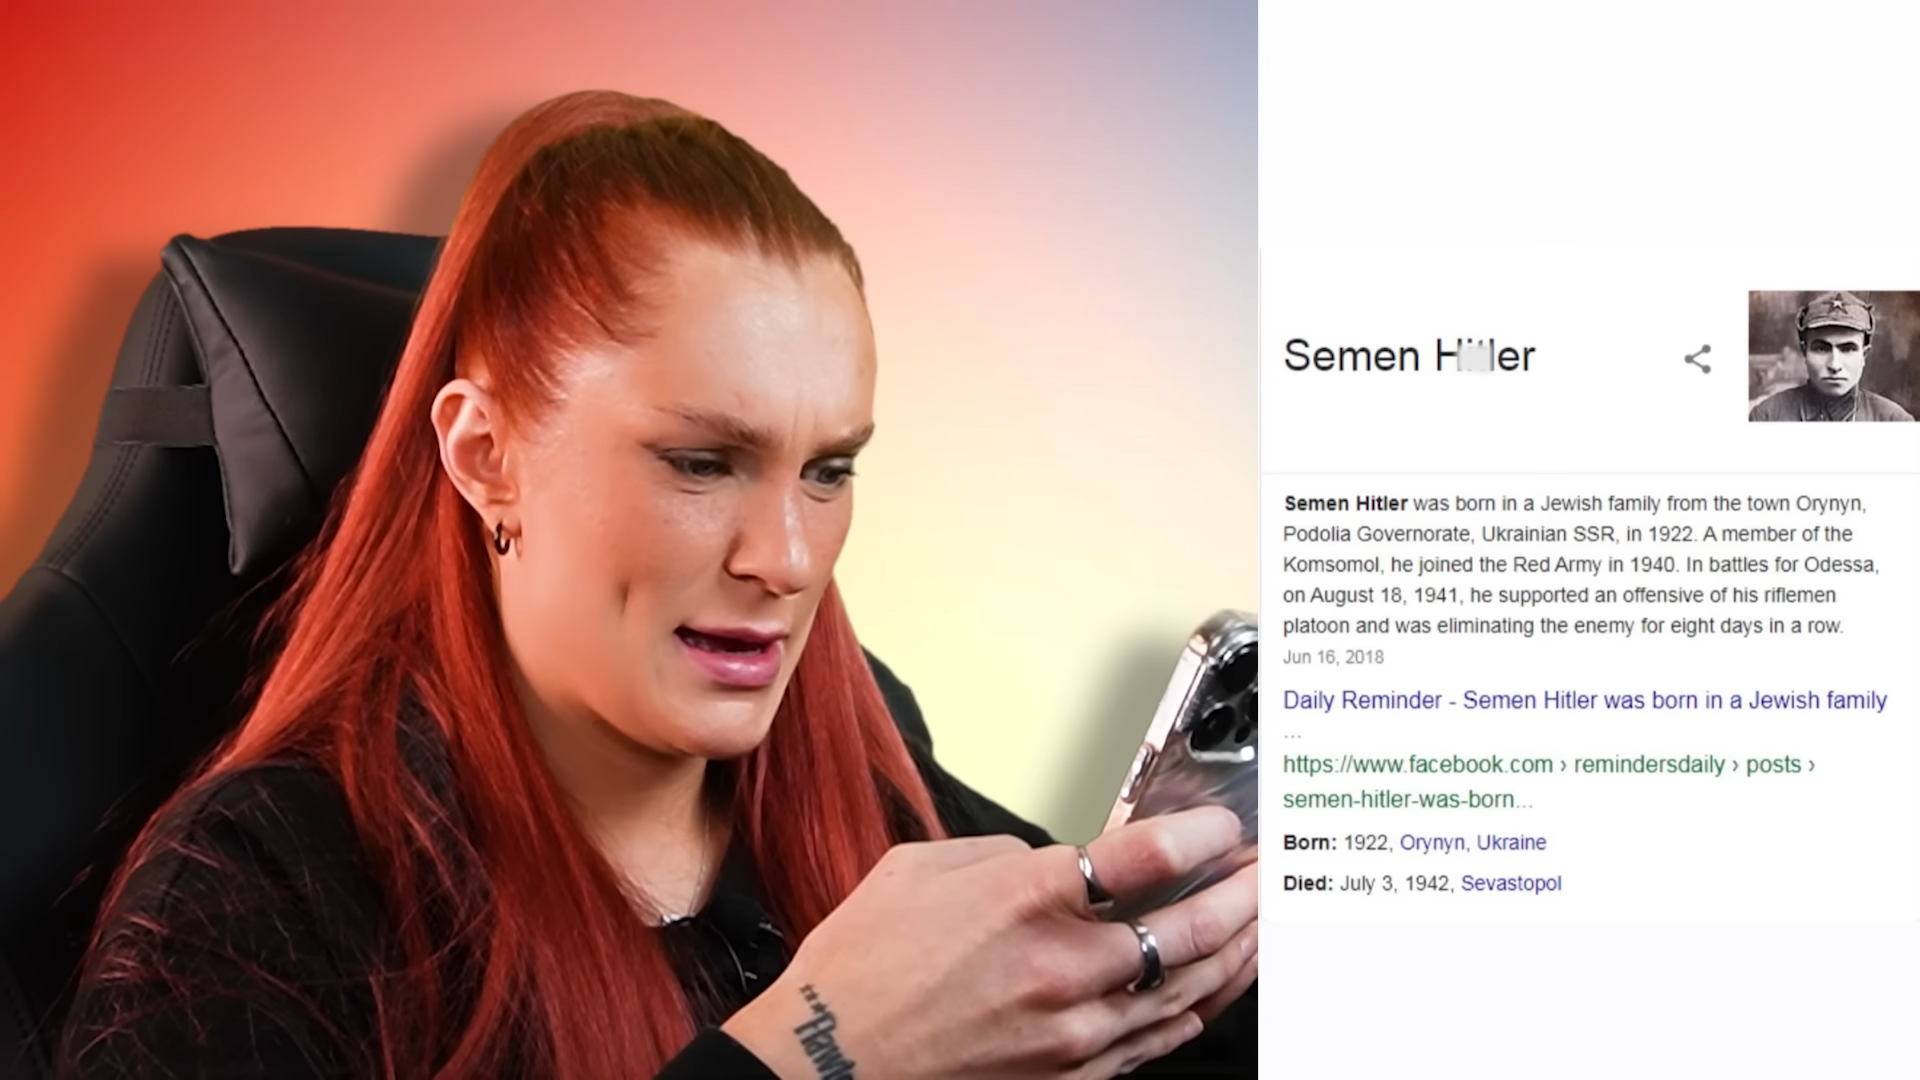 Semen Hitler
Semen Hitler was born in a Jewish family from the town Orynyn,
Podolia Governorate, Ukrainian SSR, in 1922. A member of the
Komsomol, he joined the Red Army in 1940. In battles for Odessa,
on August 18, 1941, he supported an offensive of his riflemen
platoon and was eliminating the enemy for eight days in a row.
Jun 16, 2018
Daily Reminder - Semen Hitler was born in a Jewish family
...
https://www.facebook.com › remindersdaily › posts ›
semen-hitler-was-born...
Born: 1922, Orynyn, Ukraine
Died: July 3, 1942, Sevastopol